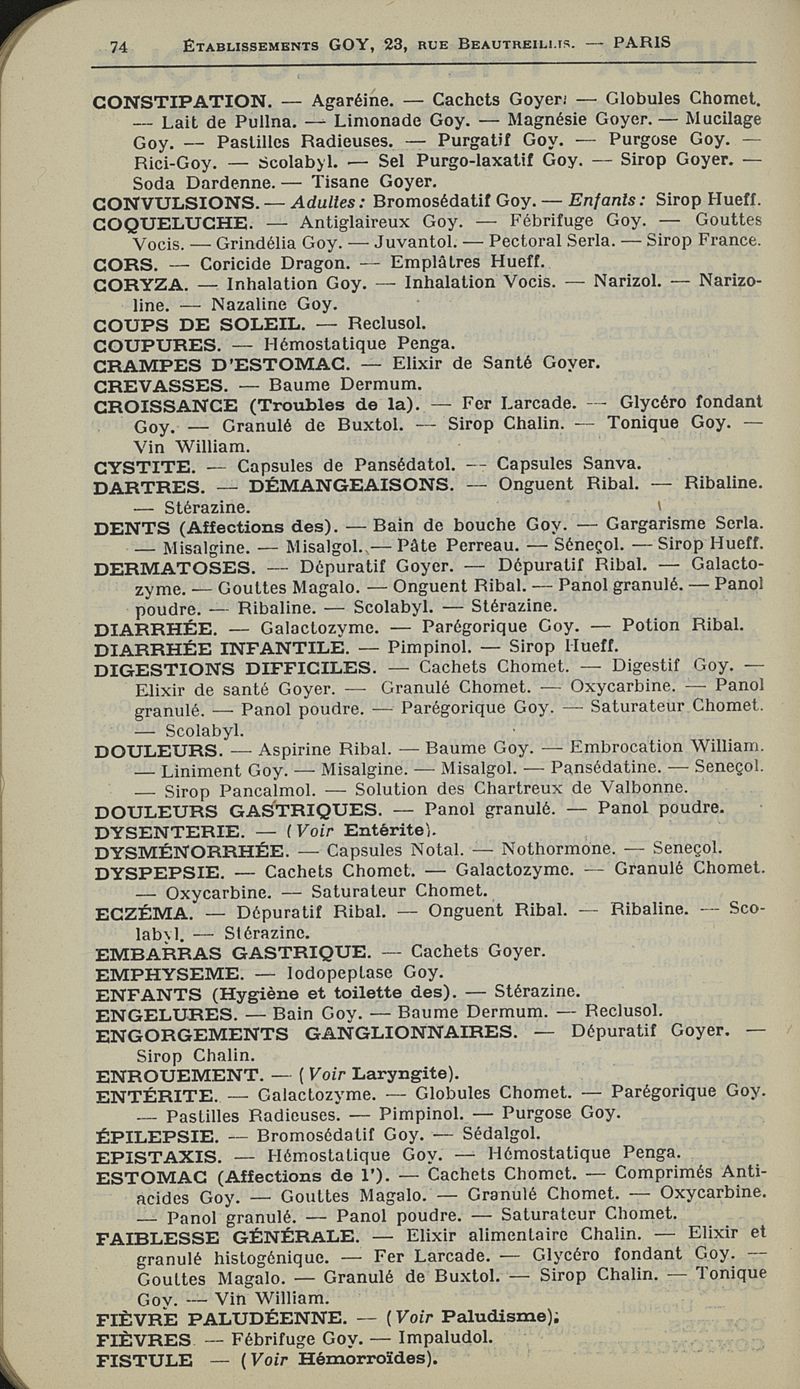 74 ÉTABLISSEMENTS GOY, 23, RUE BEAUTREILLIS. — PARIS
CONSTIPATION. — Agaréine. — Cachets Goyer. — Globules Chomet.
— Lait de Pullna. — Limonade Goy. — Magnésie Goyer. — Mucilage
Goy. — Pastilles Radieuses. — Purgatif Goy. — Purgose Goy. —
Rici-Goy. — Scolabyl. — Sel Purgo-laxatif Goy. — Sirop Goyer. —
Soda Dardenne. — Tisane Goyer.
CONVULSIONS. — Adultes : Bromosédatif Goy. — Enfants : Sirop Hueff.
COQUELUCHE. — Antiglaireux Goy. — Fébrifuge Goy. — Gouttes
Vocis. — Grindélia Goy. — Juvantol. — Pectoral Serla. — Sirop France.
CORS. — Coricide Dragon. — Emplâtres Hueff.
CORYZA. — Inhalation Goy. — Inhalation Vocis. — Narizol. — Narizo-
line. — Nazaline Goy.
COUPS DE SOLEIL. — Reclusol.
COUPURES. — Hémostatique Penga.
CRAMPES D'ESTOMAC. — Elixir de Santé Goyer.
CREVASSES. — Baume Dermum.
CROISSANCE (Troubles de la). — Fer Larcade. — Glycéro fondant
Goy. — Granulé de Buxtol. — Sirop Chalin. — Tonique Goy. —
Vin William.
CYSTITE. — Capsules de Pansédatol. — Capsules Sanva.
DARTRES. — DÉMANGEAISONS. — Onguent Ribal. — Ribaline.
— Stérazine.
DENTS (Affections des). — Bain de bouche Goy. — Gargarisme Serla.
— Misalgine. — Misalgol. — Pâte Perreau. — Séneçol. — Sirop Hueff.
DERMATOSES. — Dépuratif Goyer. — Dépuratif Ribal. — Galacto-
zyme. — Gouttes Magalo. — Onguent Ribal. — Panol granulé. — Panol
poudre. — Ribaline. — Scolabyl. — Stérazine.
DIARRHÉE. — Galactozyme. — Parégorique Goy. — Potion Ribal.
DIARRHÉE INFANTILE. — Pimpinol. — Sirop Hueff.
DIGESTIONS DIFFICILES. — Cachets Chomet. — Digestif Goy. —
Elixir de santé Goyer. — Granulé Chomet. — Oxycarbine. — Panol
granulé. — Panol poudre. — Parégorique Goy. — Saturateur Chomet.
— Scolabyl.
DOULEURS. — Aspirine Ribal. — Baume Goy. — Embrocation William.
— Liniment Goy. — Misalgine. — Misalgol. — Pansédatine. — Seneçol.
— Sirop Pancalmol. — Solution des Chartreux de Valbonne.
DOULEURS GASTRIQUES. — Panol granulé. — Panol poudre.
DYSENTERIE. — (Voir Entérite).
DYSMÉNORRHÉE. — Capsules Notal. — Nothormone. — Seneçol.
DYSPEPSIE. — Cachets Chomet. — Galactozyme. — Granulé Chomet.
— Oxycarbine. — Saturateur Chomet.
ECZÉMA. — Dépuratif Ribal. — Onguent Ribal. — Ribaline. — Sco-
labyl. — Stérazine.
EMBARRAS GASTRIQUE. — Cachets Goyer.
EMPHYSEME. — Iodopeptase Goy.
ENFANTS (Hygiène et toilette des). — Stérazine.
ENGELURES. — Bain Goy. — Baume Dermum. — Reclusol.
ENGORGEMENTS GANGLIONNAIRES. — Dépuratif Goyer. —
Sirop Chalin.
ENROUEMENT. — (Voir Laryngite).
ENTÉRITE. — Galactozyme. — Globules Chomet. — Parégorique Goy.
— Pastilles Radieuses. — Pimpinol. — Purgose Goy.
ÉPILEPSIE. — Bromosédatif Goy. — Sédalgol.
EPISTAXIS. — Hémostatique Goy. — Hémostatique Penga.
ESTOMAC (Affections de l'). — Cachets Chomet. — Comprimés Anti-
acides Goy. — Gouttes Magalo. — Granulé Chomet. — Oxycarbine.
— Panol granulé. — Panol poudre. — Saturateur Chomet.
FAIBLESSE GÉNÉRALE. — Elixir alimentaire Chalin. — Elixir et
granulé histogénique. — Fer Larcade. — Glycéro fondant Goy. —
Gouttes Magalo. — Granulé de Buxtol. — Sirop Chalin. — Tonique
Goy. — Vin William.
FIÈVRE PALUDÉENNE. — (Voir Paludisme);
FIÈVRES — Fébrifuge Goy. — Impaludol.
FISTULE — (Voir Hémorroïdes).